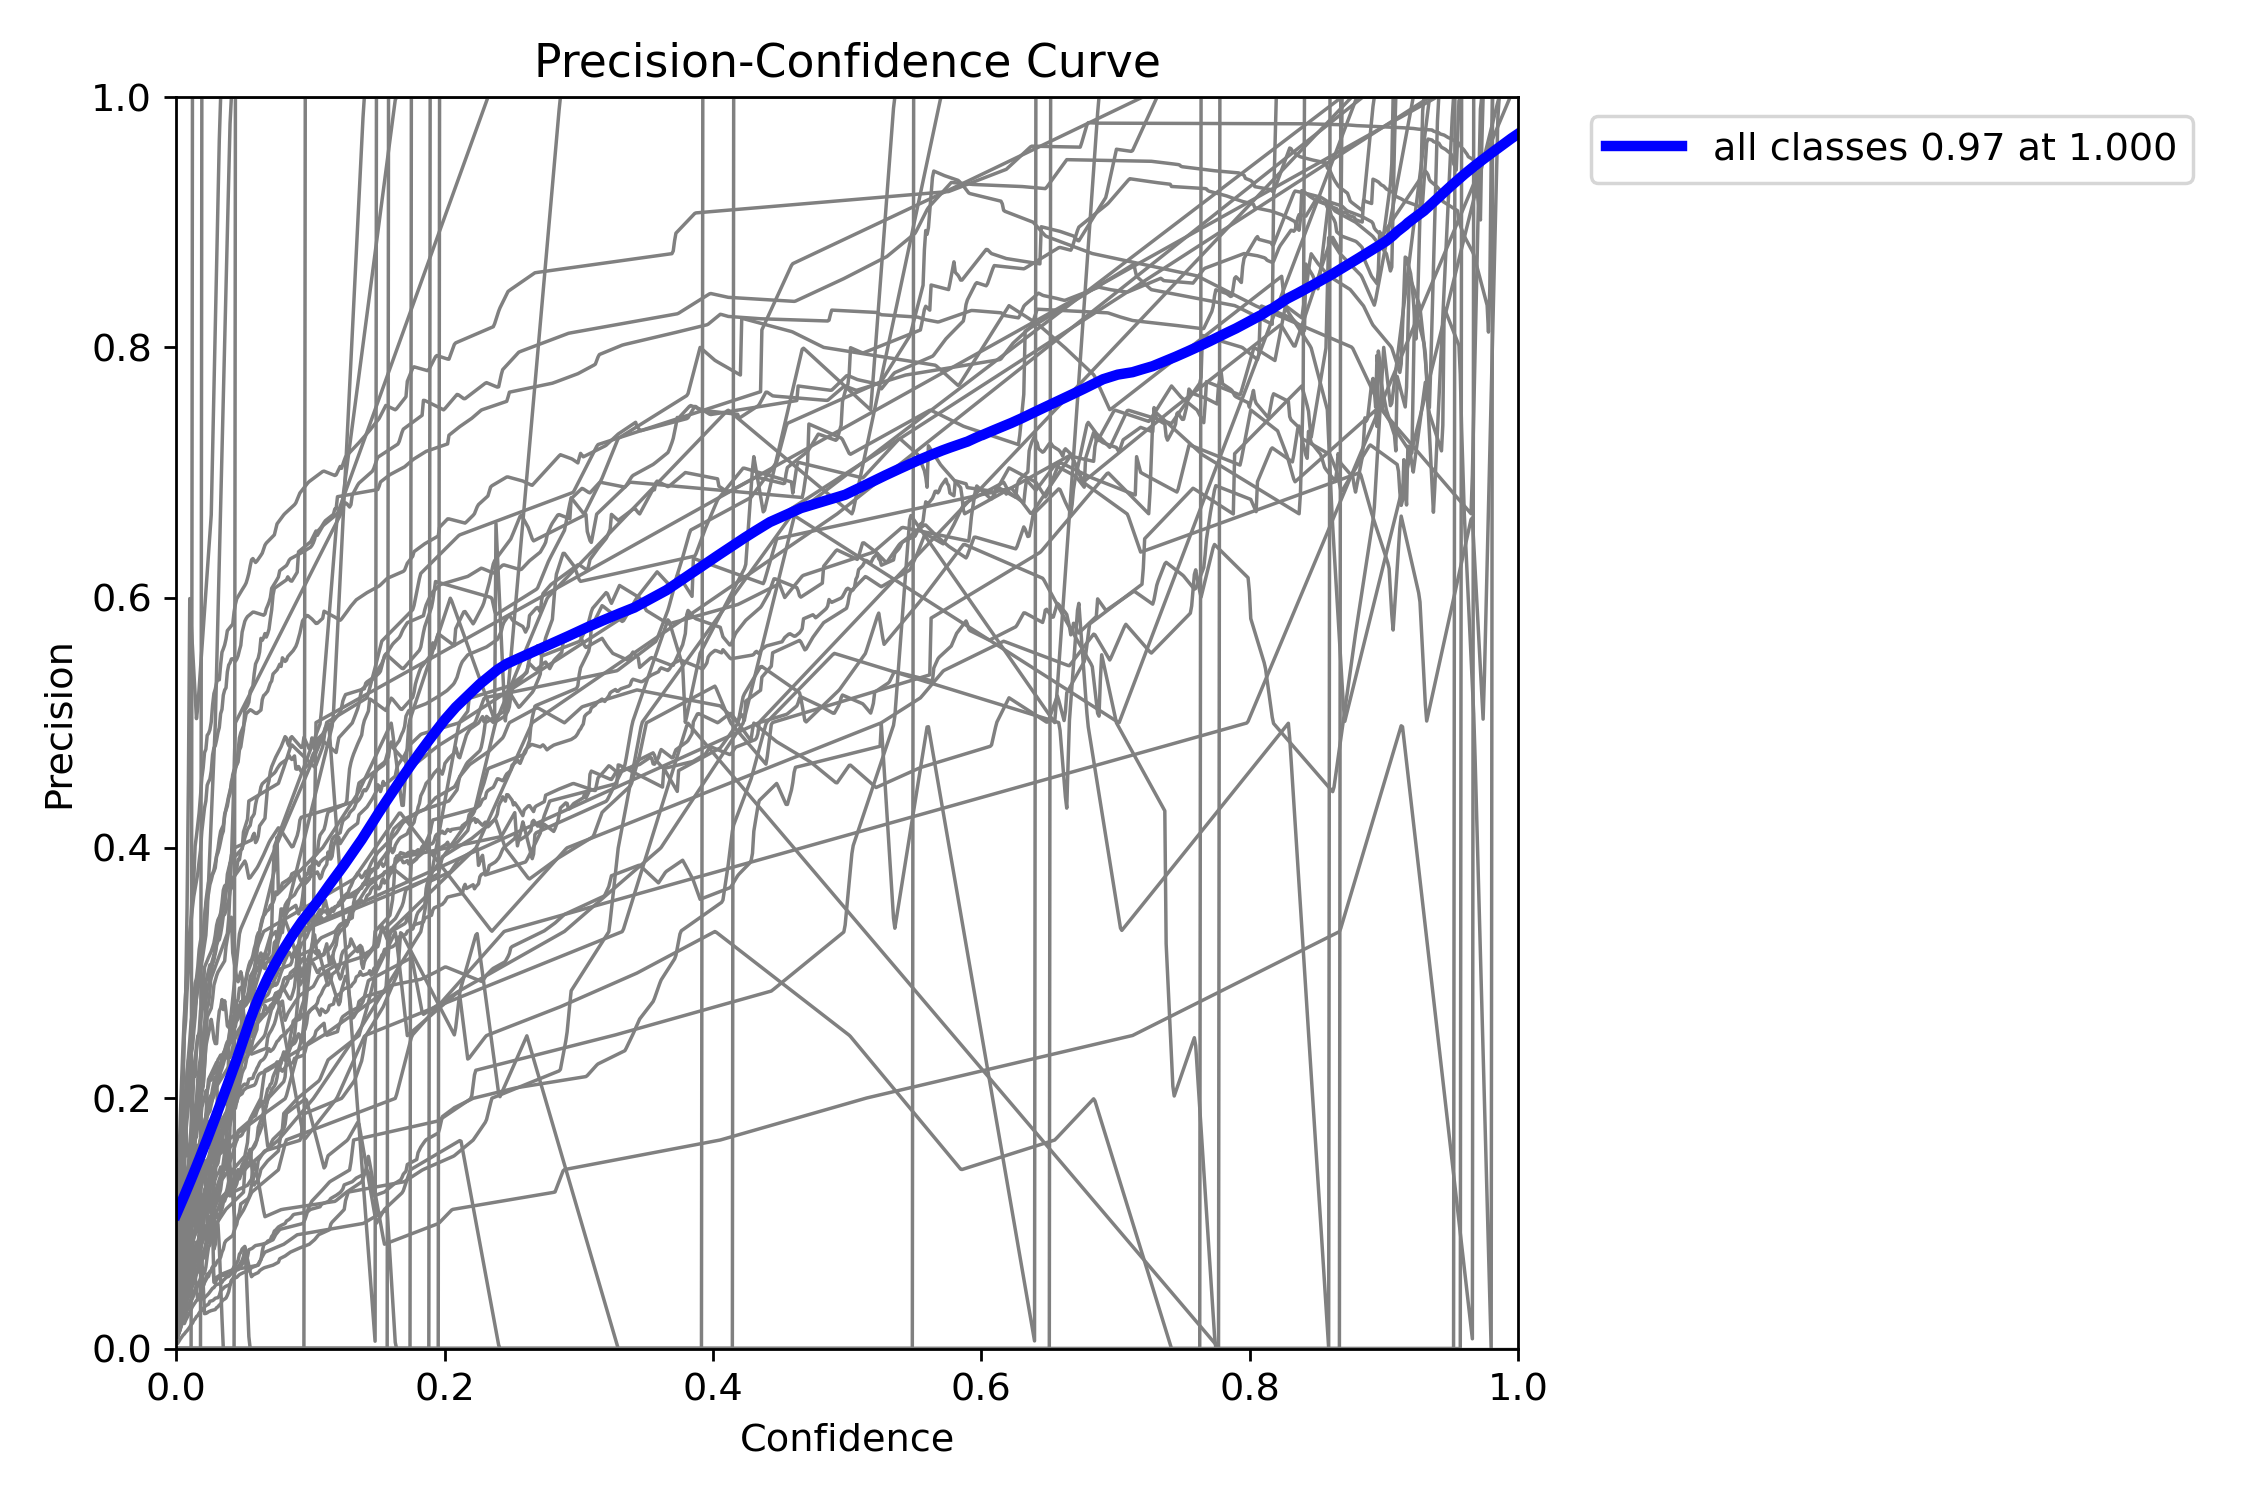 Precision-Confidence Curve
all classes 0.97 at 1.000
1.0
0.8
0.6
0.4
0.2
0.0
Precision
0.0 0.2 0.4 0.6 0.8 1.0
Confidence